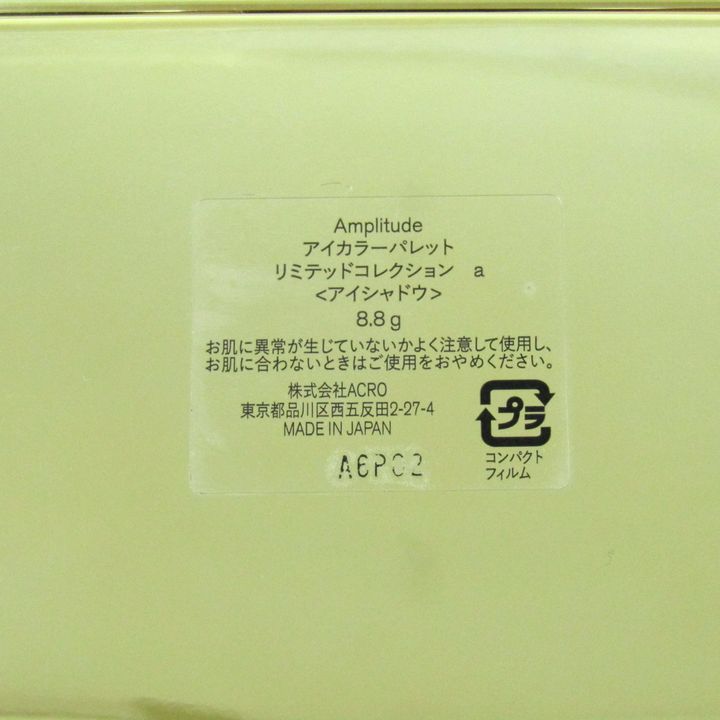 Amplitude
アイカラーパレット
リミテッドコレクション a
<アイシャドウ>
8.8 g
お肌に異常が生じていないかよく注意して使用し、
お肌に合わないときはご使用をおやめください。
株式会社ACRO
東京都品川区西五反田2-27-4
MADE IN JAPAN
プラ
コンパクト
フィルム